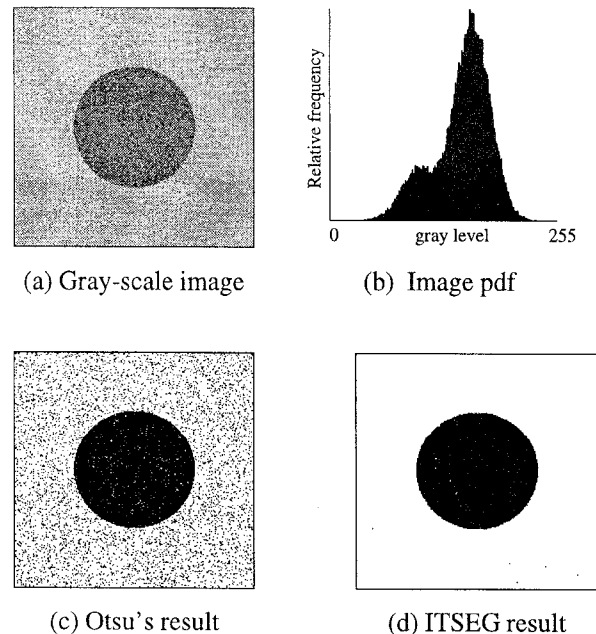 Relative frequency
0
gray level
255
(a) Gray-scale image
(b) Image pdf
(c) Otsu's result
(d) ITSEG result